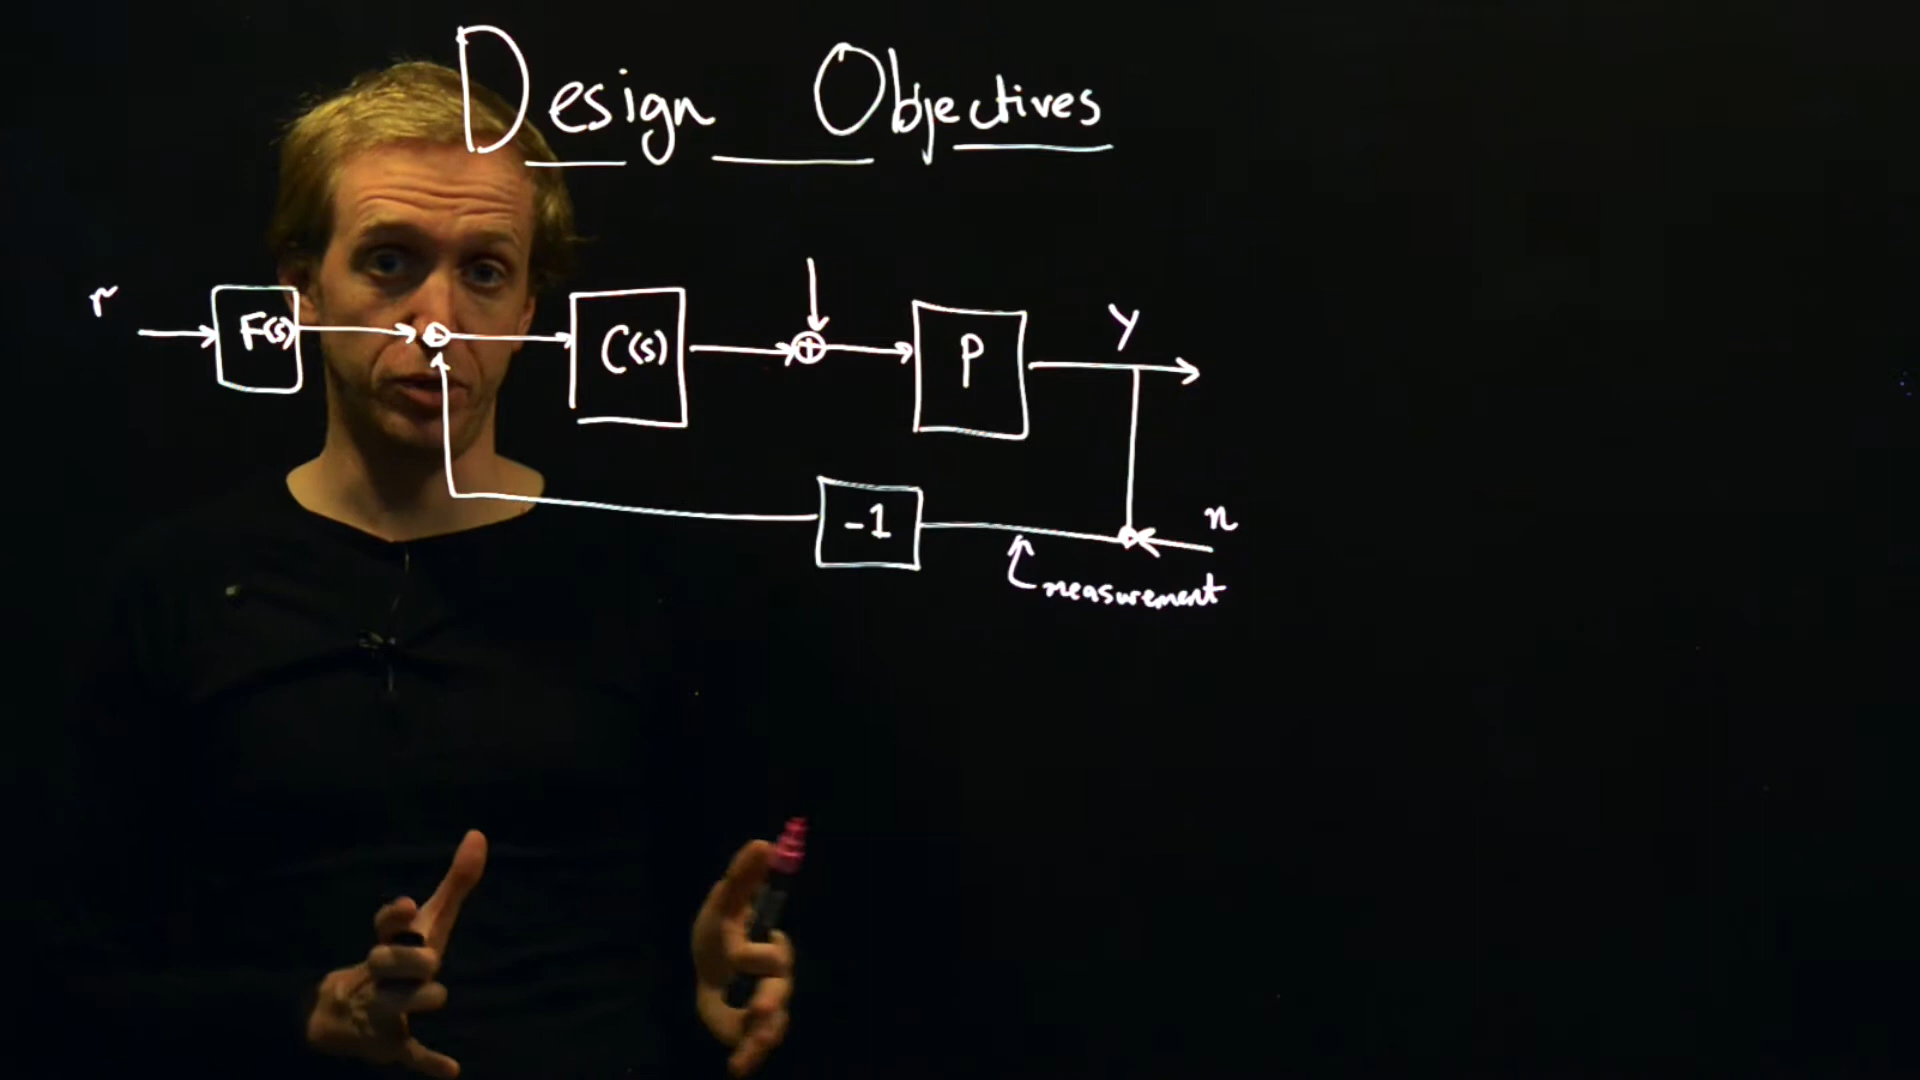 Design Objectives
r
F(s)
C(s)
P
y
-1
n
measurement